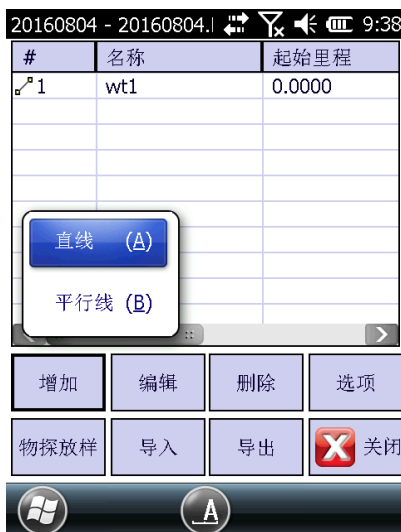 20160804 - 20160804. 9:38
# 名称 起始里程
1 wt1 0.0000
直线 (A)
平行线 (B)
增加 编辑 删除 选项
物探放样 导入 导出 关闭
A